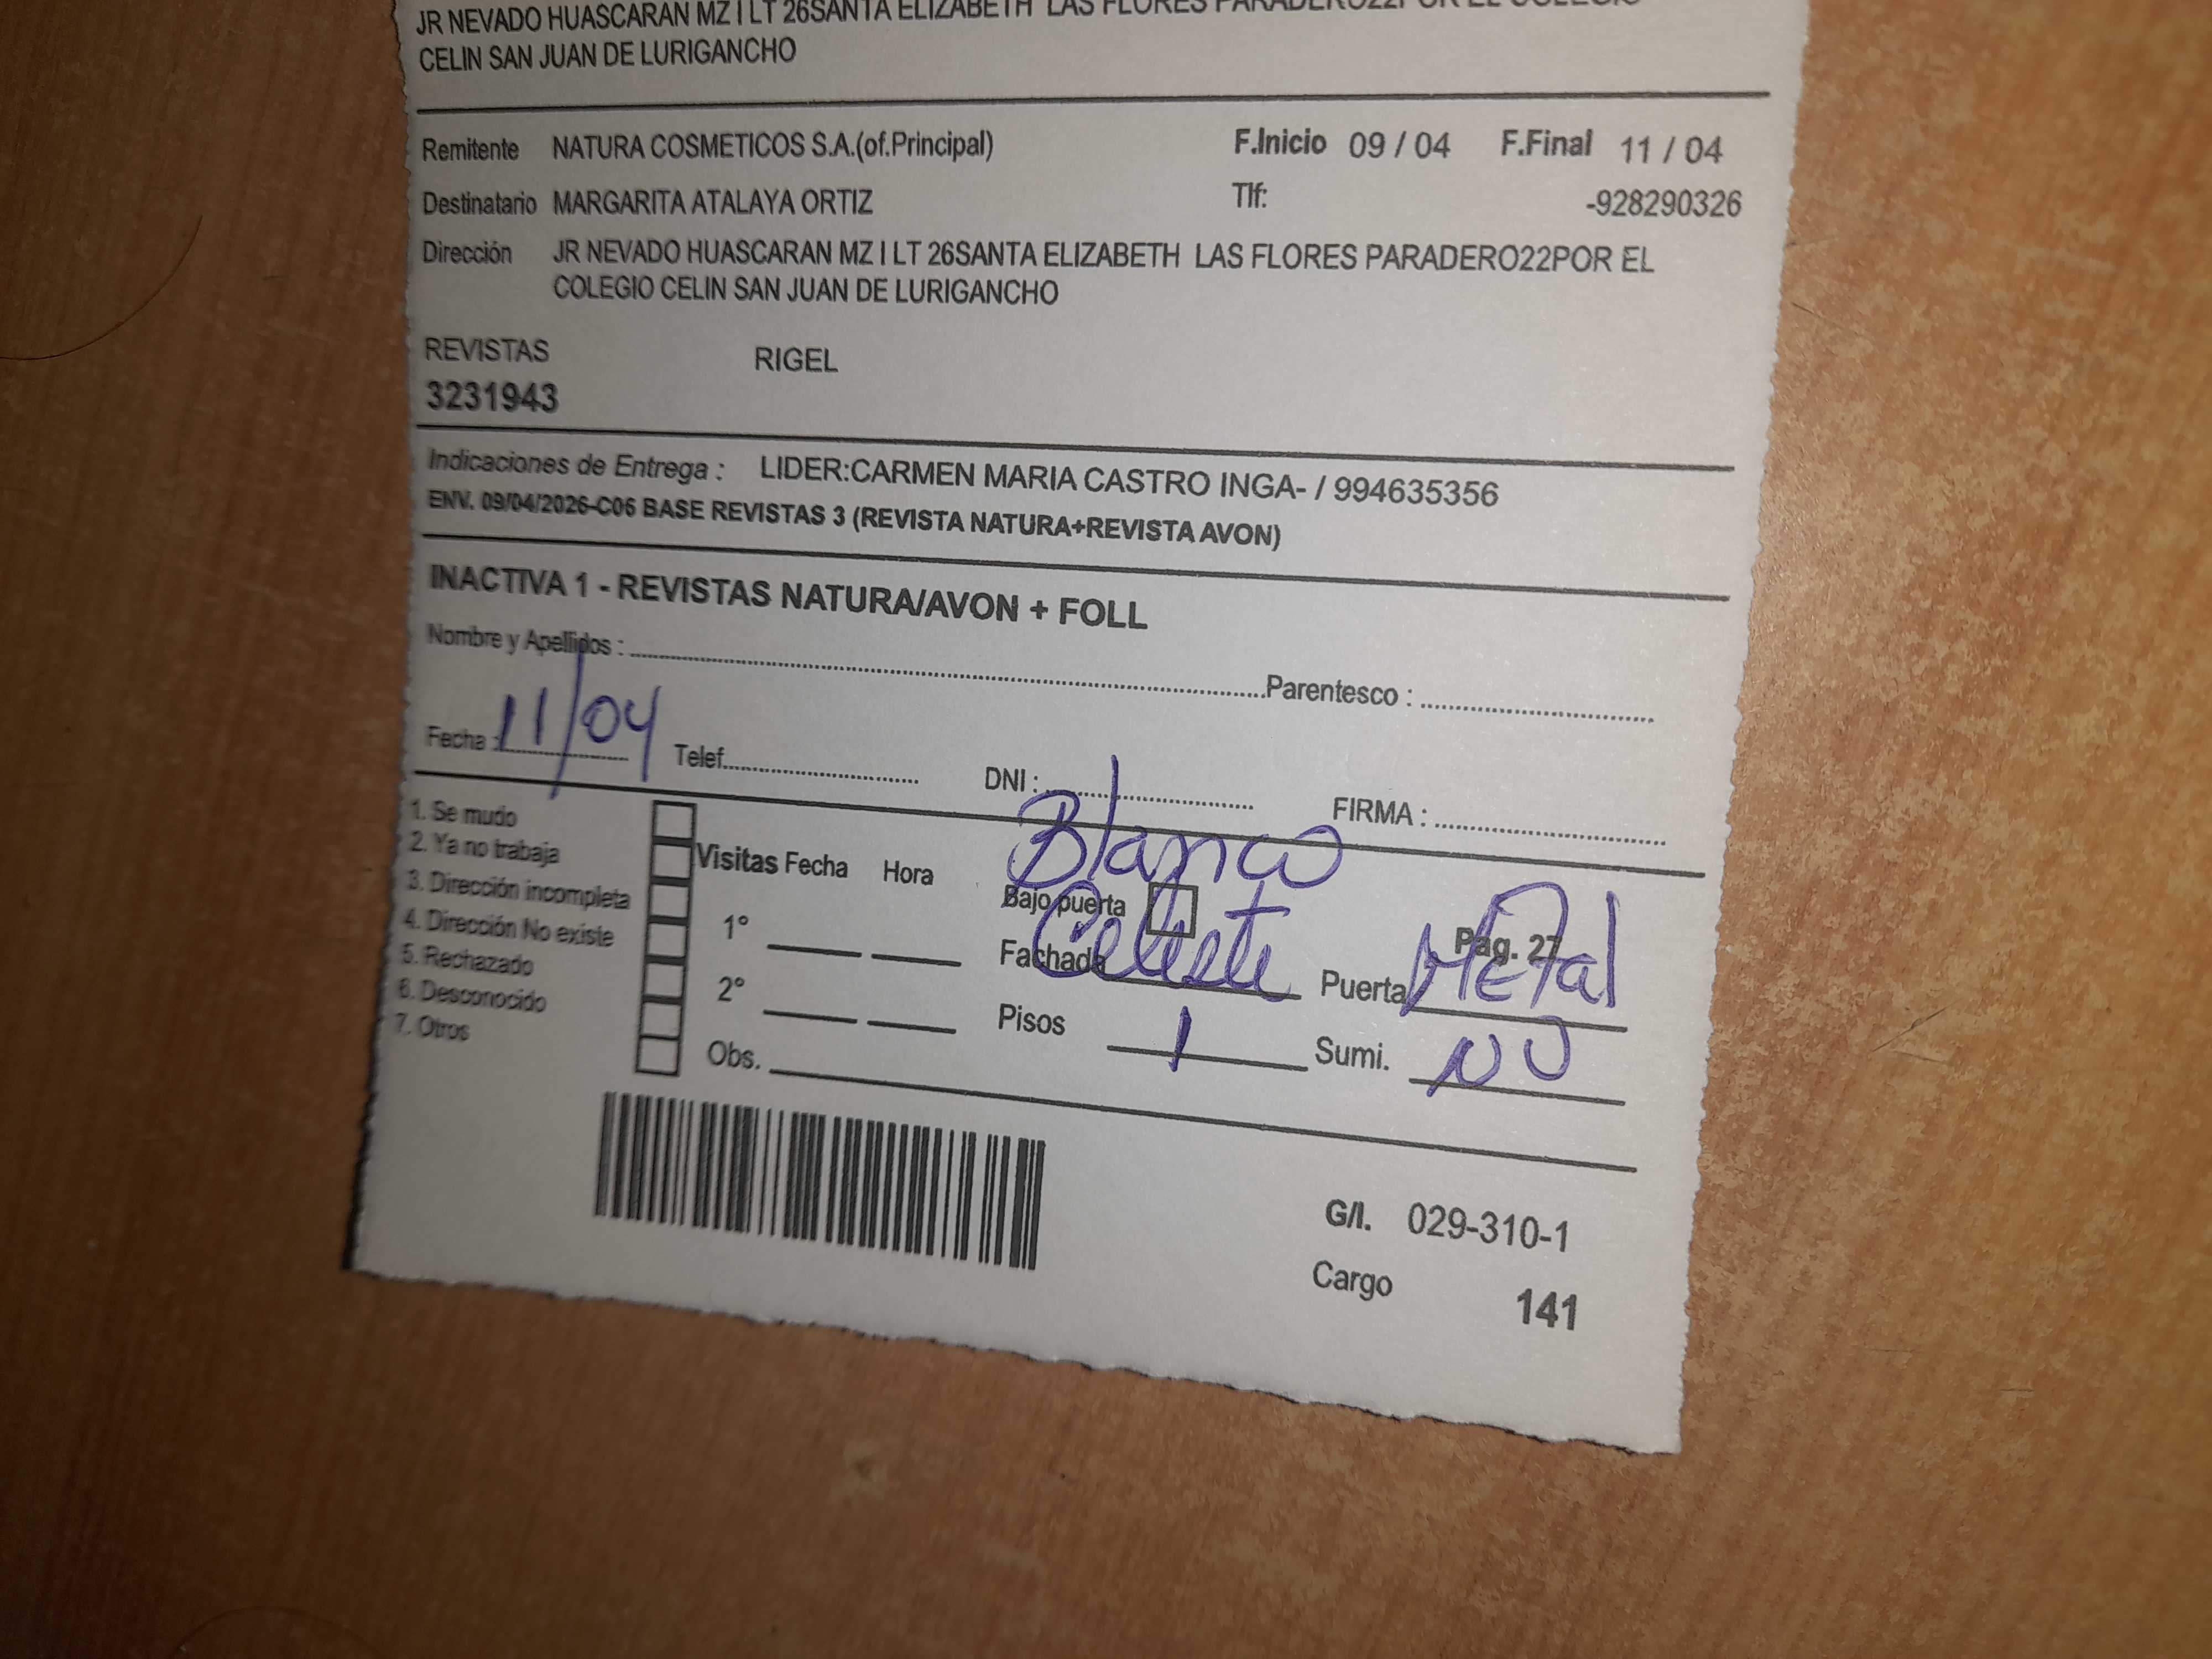 JR NEVADO HUASCARAN MZ I LT 26SANTA ELIZABETH LAS FLORES PARADERO22POR EL COLEGIO
CELIN SAN JUAN DE LURIGANCHO
Remitente NATURA COSMETICOS S.A.(of.Principal) F.Inicio 09 / 04 F.Final 11 / 04
Destinatario MARGARITA ATALAYA ORTIZ Tlf: -928290326
Dirección JR NEVADO HUASCARAN MZ I LT 26SANTA ELIZABETH LAS FLORES PARADERO22POR EL
COLEGIO CELIN SAN JUAN DE LURIGANCHO
REVISTAS RIGEL
3231943
Indicaciones de Entrega : LIDER:CARMEN MARIA CASTRO INGA- / 994635356
ENV. 09/04/2026-C06 BASE REVISTAS 3 (REVISTA NATURA+REVISTA AVON)
INACTIVA 1 - REVISTAS NATURA/AVON + FOLL
Nombre y Apellidos : Parentesco :
Fecha : 11/04 Telef. DNI : FIRMA :
1. Se mudo
2. Ya no trabaja
3. Dirección incompleta
4. Dirección No existe
5. Rechazado
6. Desconocido
7. Otros
Visitas Fecha Hora
1°
2°
Obs.
Blanco
Bajo puerta
Fachada Celeste
Pag. 27
Puerta Metal
Pisos 1 Sumi. NO
G/I. 029-310-1
Cargo 141